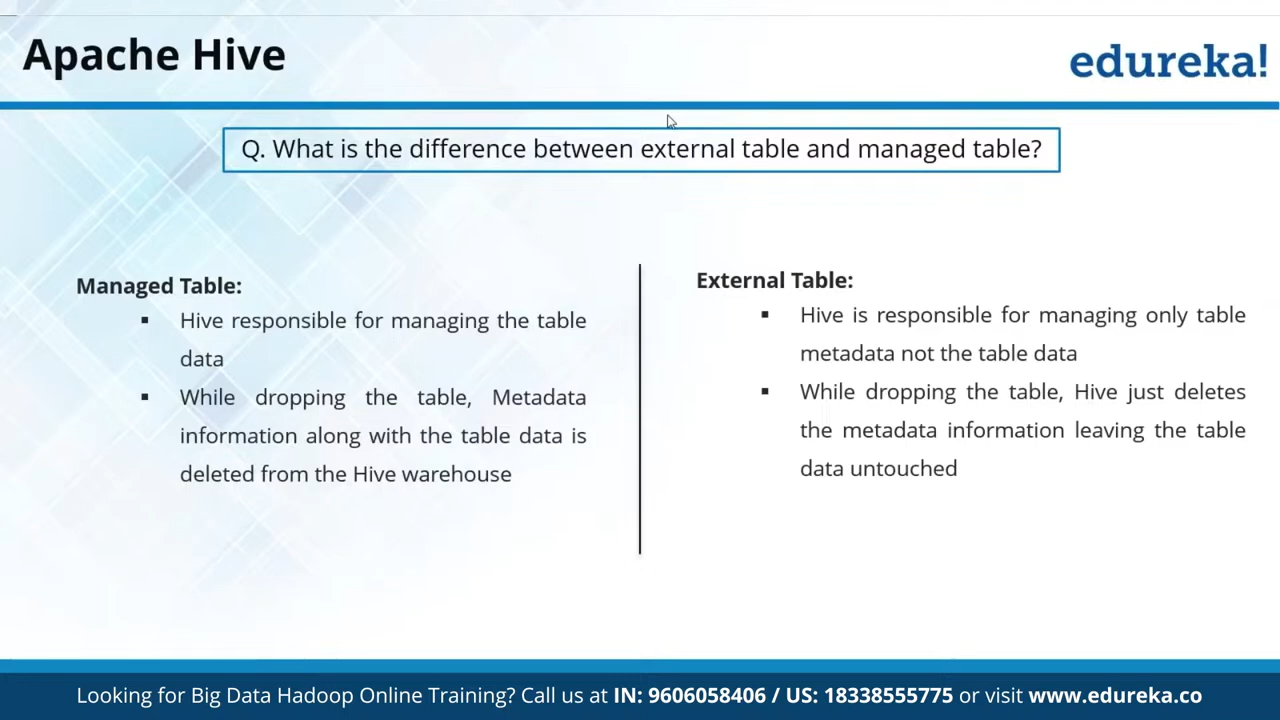 Apache Hive
edureka!
Q. What is the difference between external table and managed table?
Managed Table:
▪ Hive responsible for managing the table
data
▪ While dropping the table, Metadata
information along with the table data is
deleted from the Hive warehouse
External Table:
▪ Hive is responsible for managing only table
metadata not the table data
▪ While dropping the table, Hive just deletes
the metadata information leaving the table
data untouched
Looking for Big Data Hadoop Online Training? Call us at IN: 9606058406 / US: 18338555775 or visit www.edureka.co